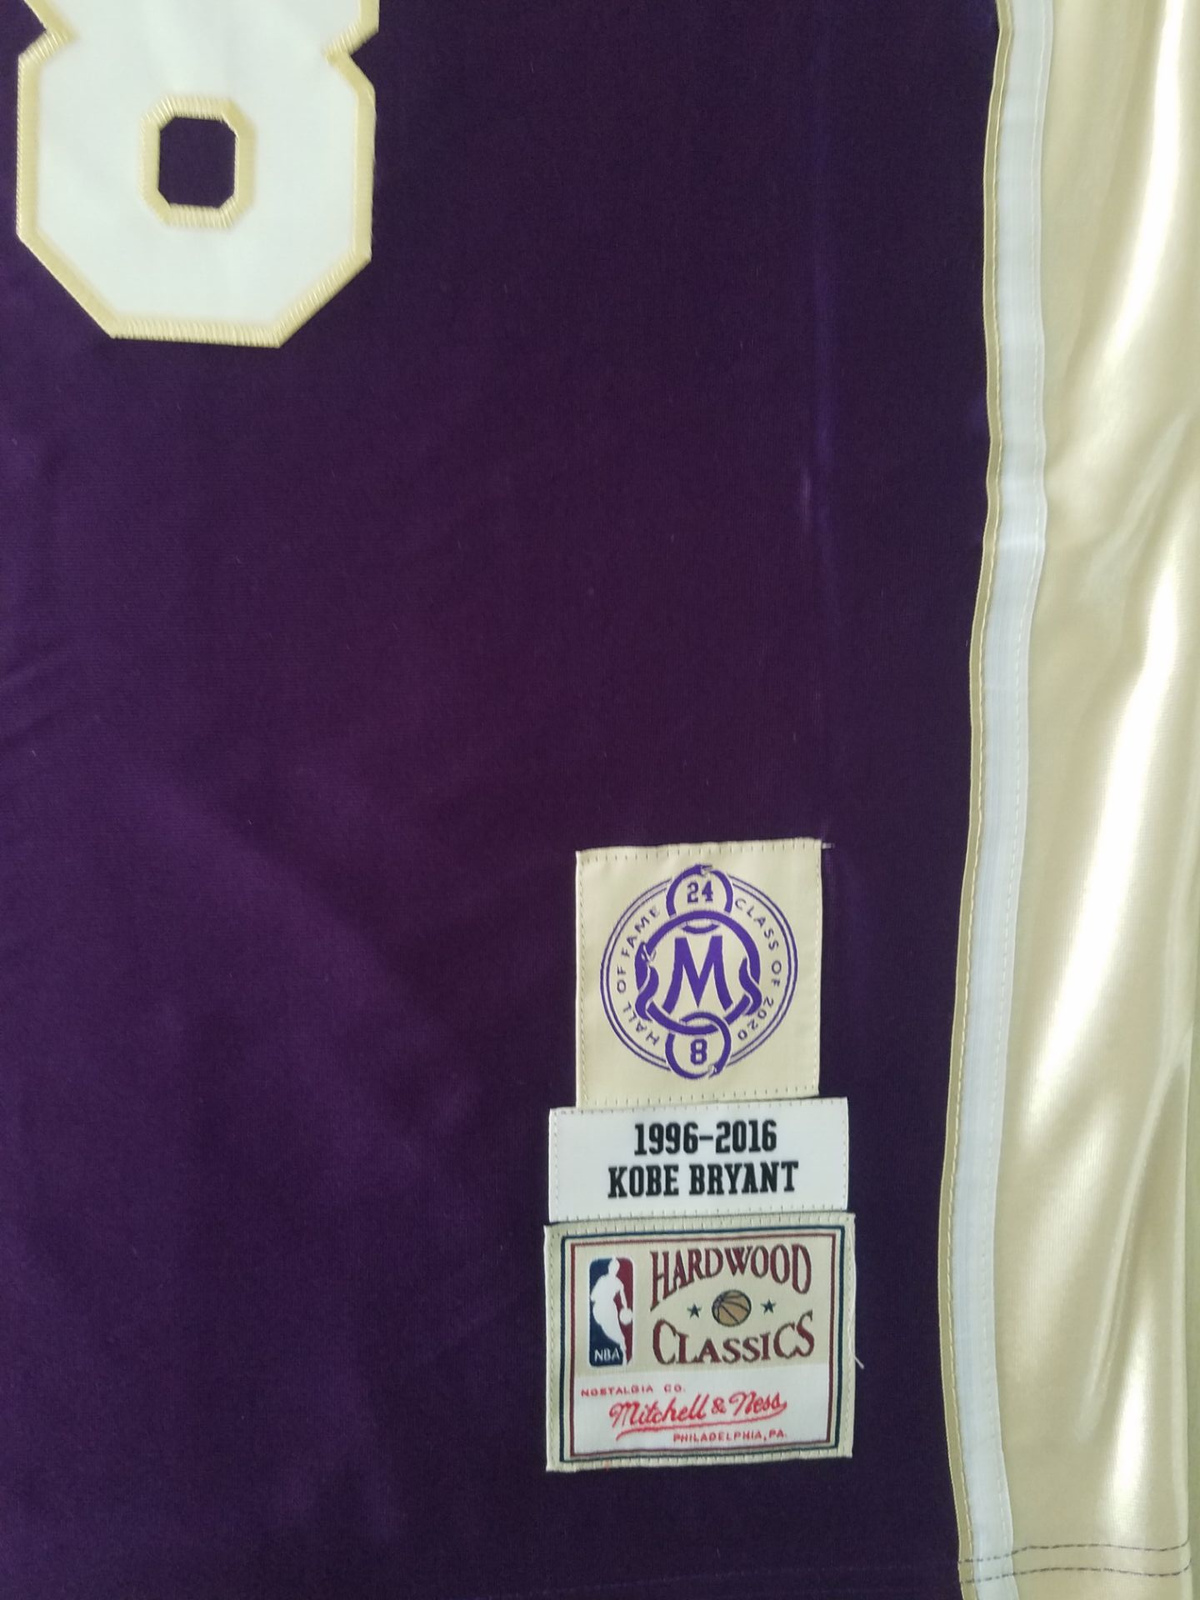 8
24
HALL OF FAME
CLASS OF 2020
M
8
1996-2016
KOBE BRYANT
HARDWOOD
CLASSICS
NBA
NOSTALGIA CO.
Mitchell & Ness
PHILADELPHIA, PA.